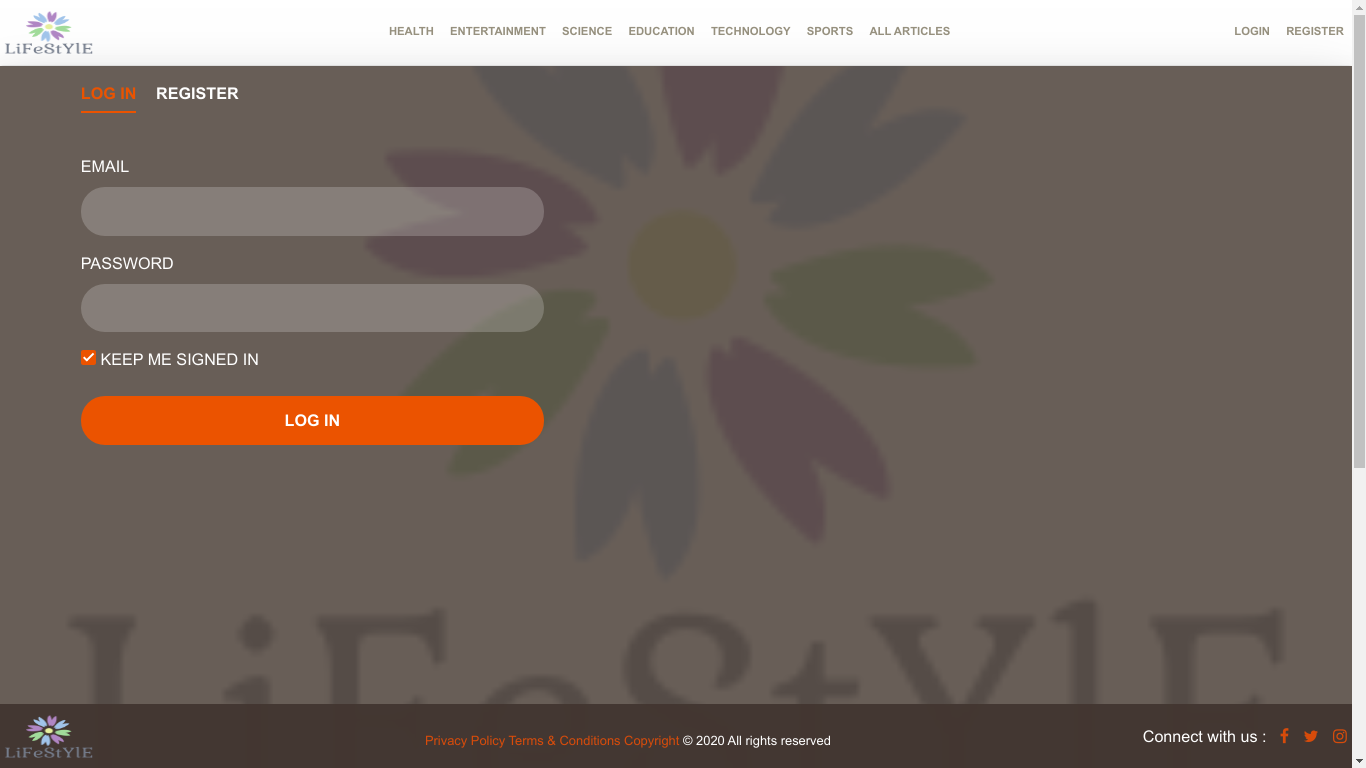 LiFeStYlE
HEALTH ENTERTAINMENT SCIENCE EDUCATION TECHNOLOGY SPORTS ALL ARTICLES
LOGIN REGISTER
LOG IN REGISTER
EMAIL
PASSWORD
KEEP ME SIGNED IN
LOG IN
LiFeStYlE
LiFeStYlE
Privacy Policy Terms & Conditions Copyright © 2020 All rights reserved
Connect with us :